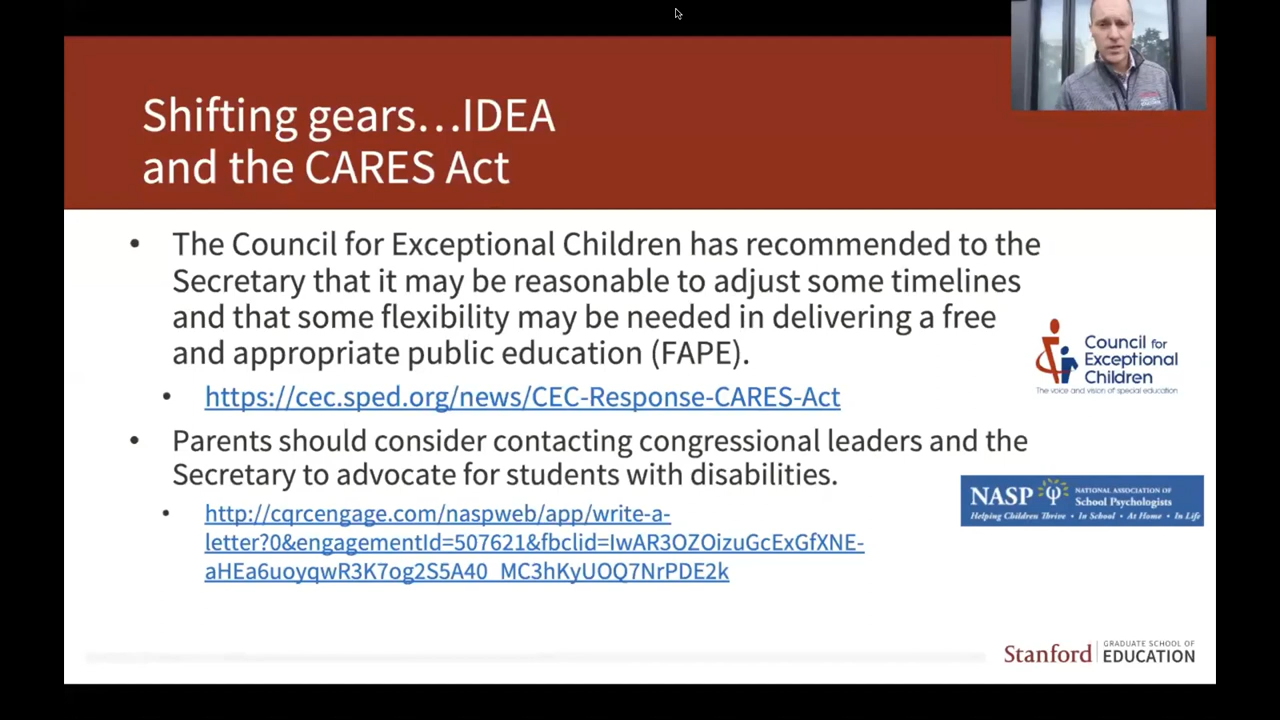 Shifting gears...IDEA
and the CARES Act
• The Council for Exceptional Children has recommended to the
Secretary that it may be reasonable to adjust some timelines
and that some flexibility may be needed in delivering a free
and appropriate public education (FAPE).
• https://cec.sped.org/news/CEC-Response-CARES-Act
• Parents should consider contacting congressional leaders and the
Secretary to advocate for students with disabilities.
• http://cqrcengage.com/naspweb/app/write-a-
letter?0&engagementId=507621&fbclid=IwAR3OZOizuGcExGfXNE-
aHEa6uoyqwR3K7og2S5A40_MC3hKyUOQ7NrPDE2k
Council for
Exceptional
Children
The voice and vision of special education
NASP NATIONAL ASSOCIATION OF
School Psychologists
Helping Children Thrive • In School • At Home • In Life
Stanford GRADUATE SCHOOL OF
EDUCATION